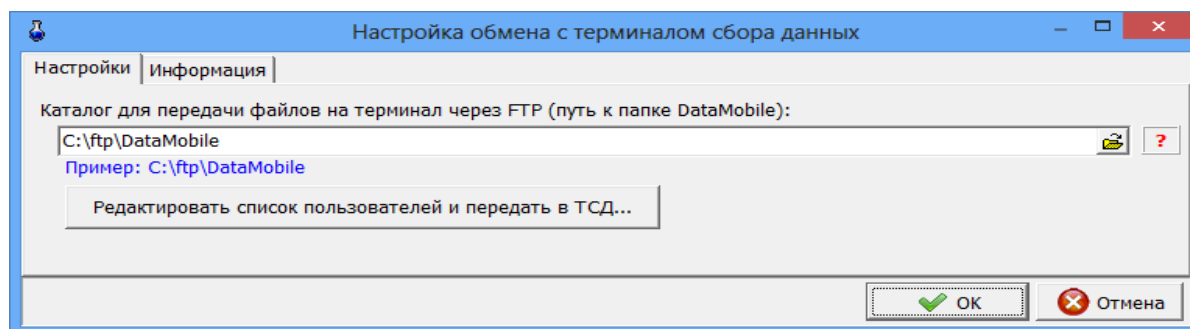 Настройка обмена с терминалом сбора данных
Настройки Информация
Каталог для передачи файлов на терминал через FTP (путь к папке DataMobile):
C:\ftp\DataMobile ?
Пример: C:\ftp\DataMobile
Редактировать список пользователей и передать в ТСД...
OK Отмена